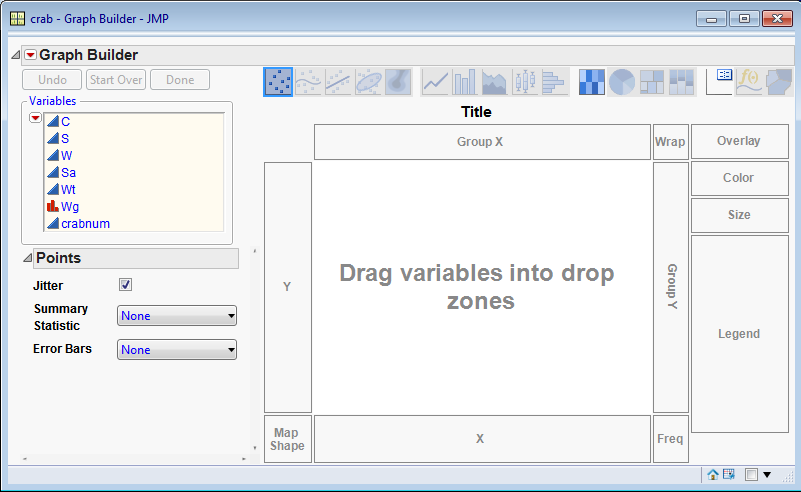 crab - Graph Builder - JMP
Graph Builder
Undo Start Over Done
Variables
C
S
W
Sa
Wt
Wg
crabnum
Points
Jitter
Summary
Statistic
None
Error Bars
None
Title
Group X
Wrap
Overlay
Color
Size
Y
Drag variables into drop
zones
Group Y
Legend
Map
Shape
X
Freq